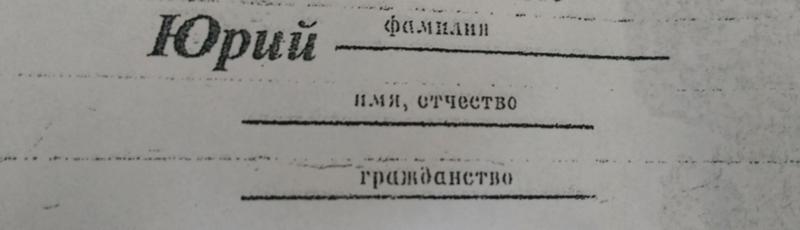 Юрий фамилия
имя, отчество
гражданство